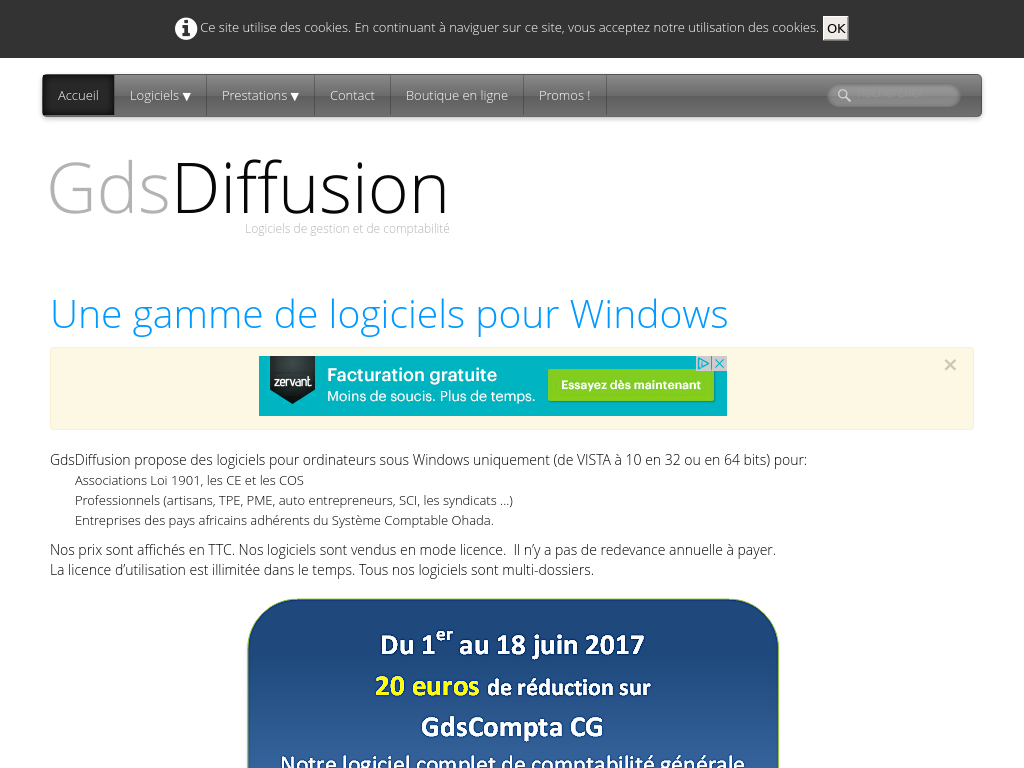 Ce site utilise des cookies. En continuant à naviguer sur ce site, vous acceptez notre utilisation des cookies. OK
Accueil Logiciels ▼ Prestations ▼ Contact Boutique en ligne Promos !
GdsDiffusion
Logiciels de gestion et de comptabilité
Une gamme de logiciels pour Windows
×
zervant
Facturation gratuite
Moins de soucis. Plus de temps.
Essayez dès maintenant
GdsDiffusion propose des logiciels pour ordinateurs sous Windows uniquement (de VISTA à 10 en 32 ou en 64 bits) pour:
Associations Loi 1901, les CE et les COS
Professionnels (artisans, TPE, PME, auto entrepreneurs, SCI, les syndicats ...)
Entreprises des pays africains adhérents du Système Comptable Ohada.
Nos prix sont affichés en TTC. Nos logiciels sont vendus en mode licence.  Il n’y a pas de redevance annuelle à payer.
La licence d’utilisation est illimitée dans le temps. Tous nos logiciels sont multi-dossiers.
Du 1er au 18 juin 2017
20 euros de réduction sur
GdsCompta CG
Notre logiciel complet de comptabilité générale